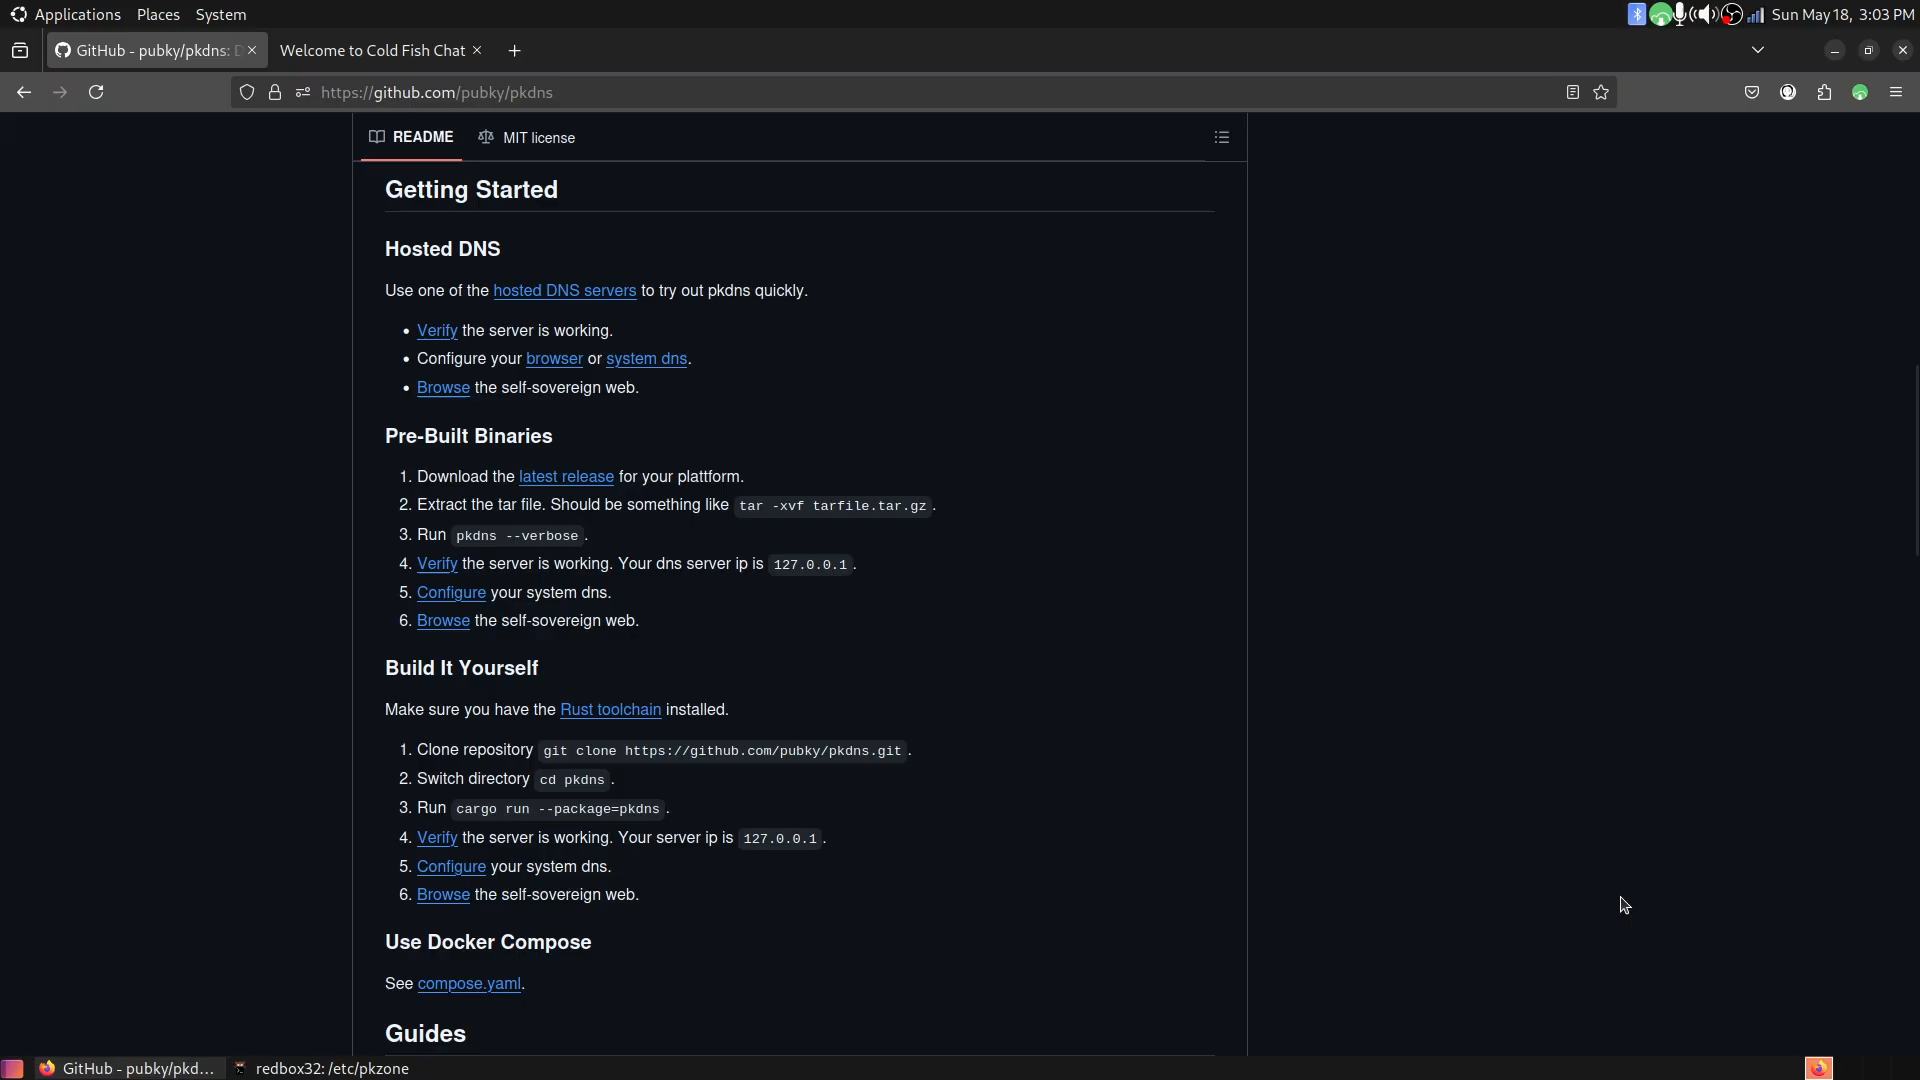 Applications Places System Sun May 18, 3:03 PM
GitHub - pubky/pkdns: D Welcome to Cold Fish Chat
https://github.com/pubky/pkdns
README MIT license
Getting Started
Hosted DNS
Use one of the hosted DNS servers to try out pkdns quickly.
• Verify the server is working.
• Configure your browser or system dns.
• Browse the self-sovereign web.
Pre-Built Binaries
1. Download the latest release for your plattform.
2. Extract the tar file. Should be something like tar -xvf tarfile.tar.gz.
3. Run pkdns --verbose.
4. Verify the server is working. Your dns server ip is 127.0.0.1.
5. Configure your system dns.
6. Browse the self-sovereign web.
Build It Yourself
Make sure you have the Rust toolchain installed.
1. Clone repository git clone https://github.com/pubky/pkdns.git.
2. Switch directory cd pkdns.
3. Run cargo run --package=pkdns.
4. Verify the server is working. Your server ip is 127.0.0.1.
5. Configure your system dns.
6. Browse the self-sovereign web.
Use Docker Compose
See compose.yaml.
Guides
GitHub - pubky/pkd... redbox32: /etc/pkzone